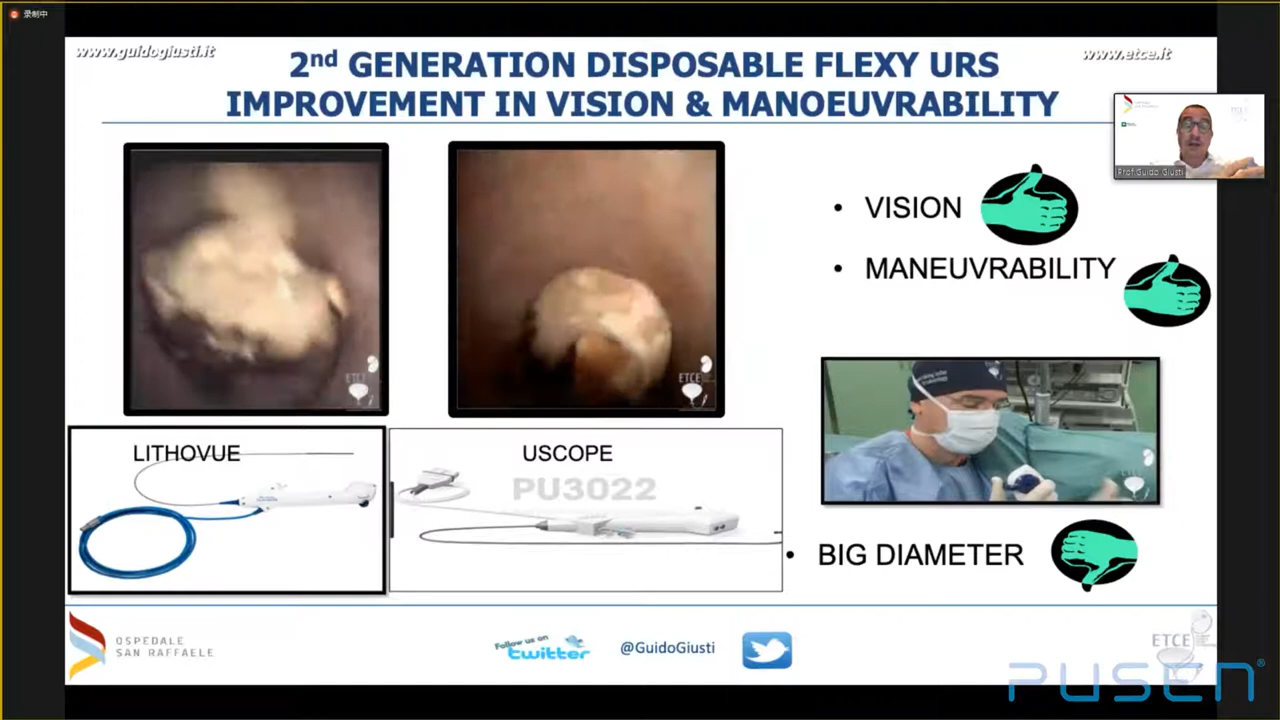 录制中
www.guidogiusti.it
www.etce.it
2nd GENERATION DISPOSABLE FLEXY URS
IMPROVEMENT IN VISION & MANOEUVRABILITY
Prof.Guido Giusti
• VISION
• MANEUVRABILITY
ETCE
ETCE
LITHOVUE
USCOPE
PU3022
• BIG DIAMETER
OSPEDALE
SAN RAFFAELE
Follow us on
twitter
@GuidoGiusti
ETCE
PUSEN®